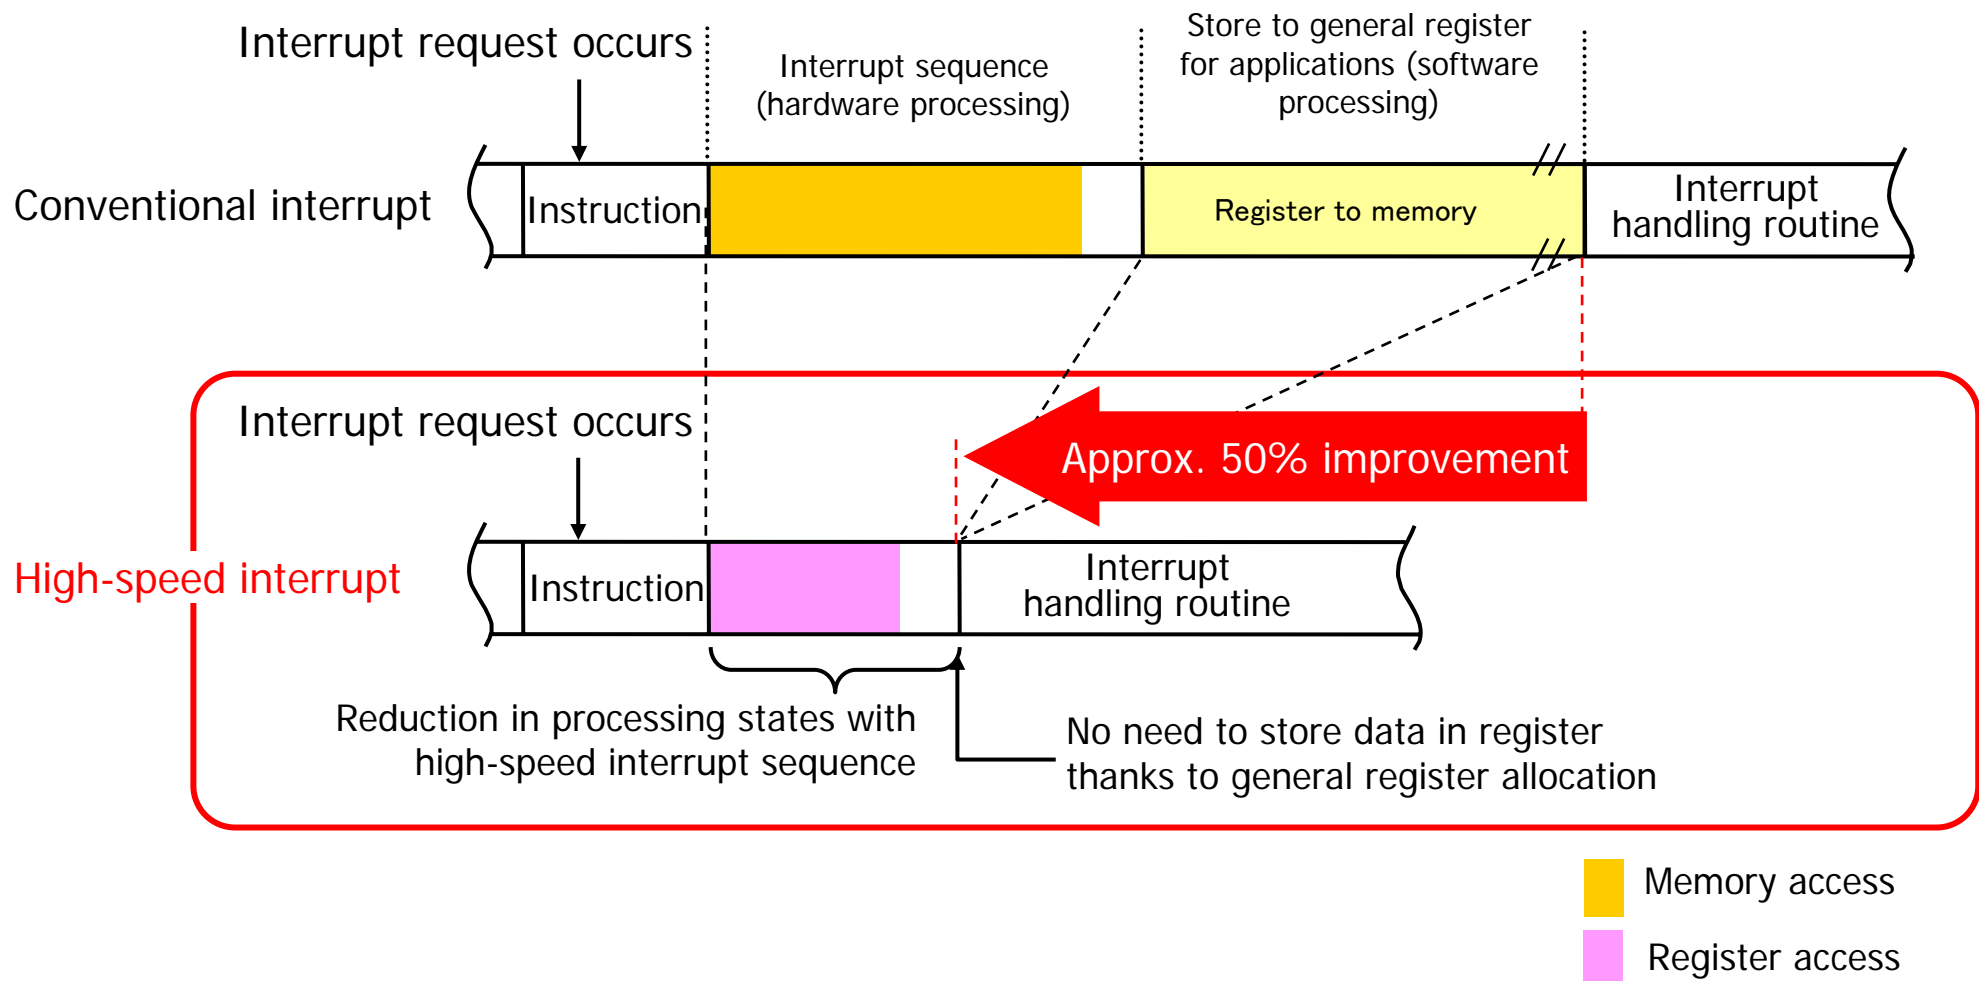 Interrupt request occurs
Interrupt sequence
(hardware processing)
Store to general register
for applications (software
processing)
Conventional interrupt
Instruction
Register to memory
Interrupt
handling routine
Interrupt request occurs
Approx. 50% improvement
High-speed interrupt
Instruction
Interrupt
handling routine
Reduction in processing states with
high-speed interrupt sequence
No need to store data in register
thanks to general register allocation
Memory access
Register access